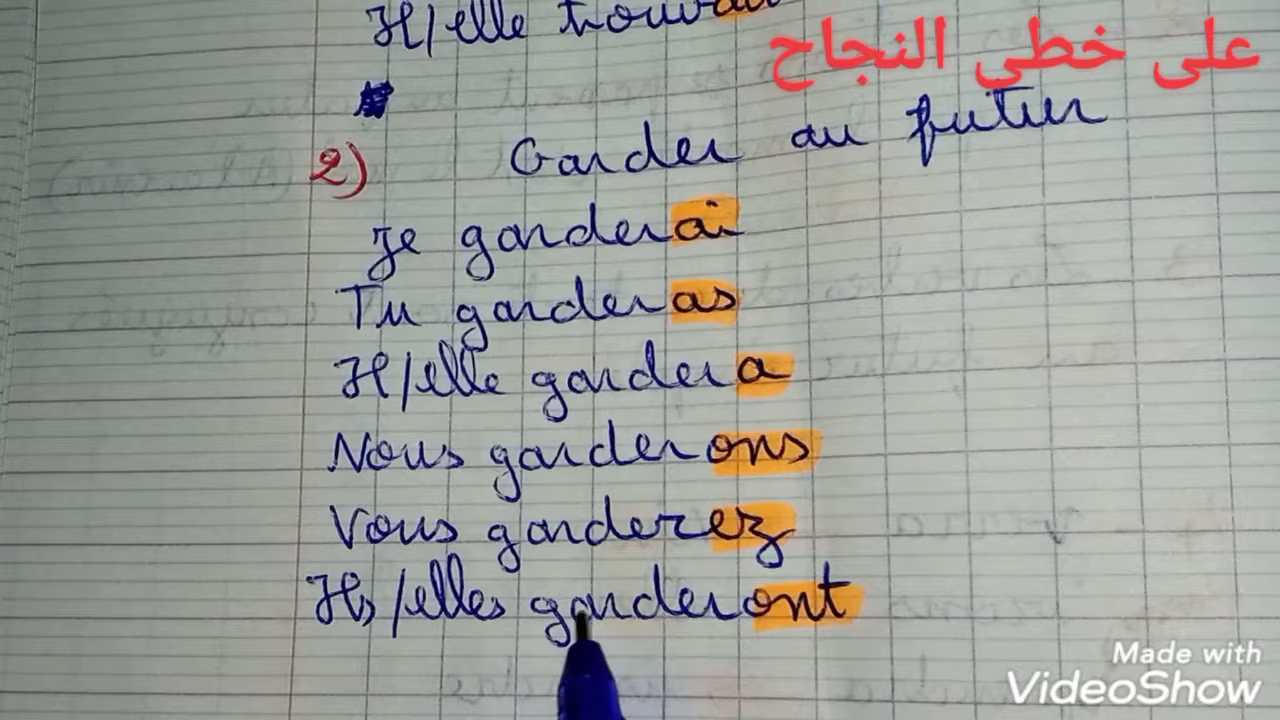 Il/elle trouvai
على خطى النجاح
2) Garder au futur
Je garderai
Tu garderas
Il/elle gardera
Nous garderons
Vous garderez
Ils/elles garderont
Made with
VideoShow